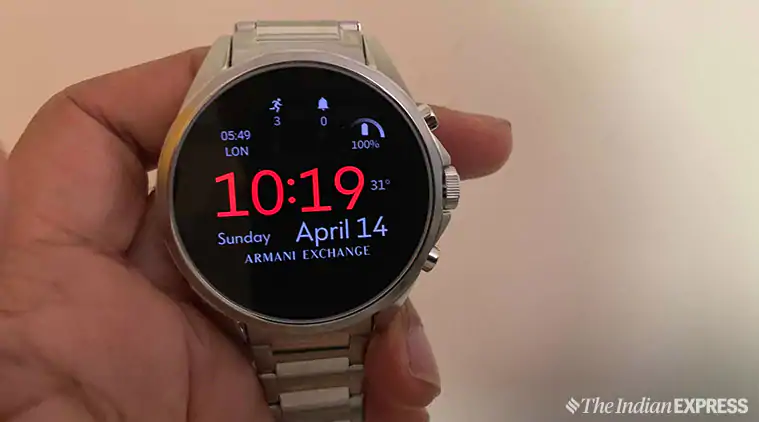 3 0
05:49
LON
100%
10:19 31°
Sunday April 14
ARMANI EXCHANGE
The Indian EXPRESS